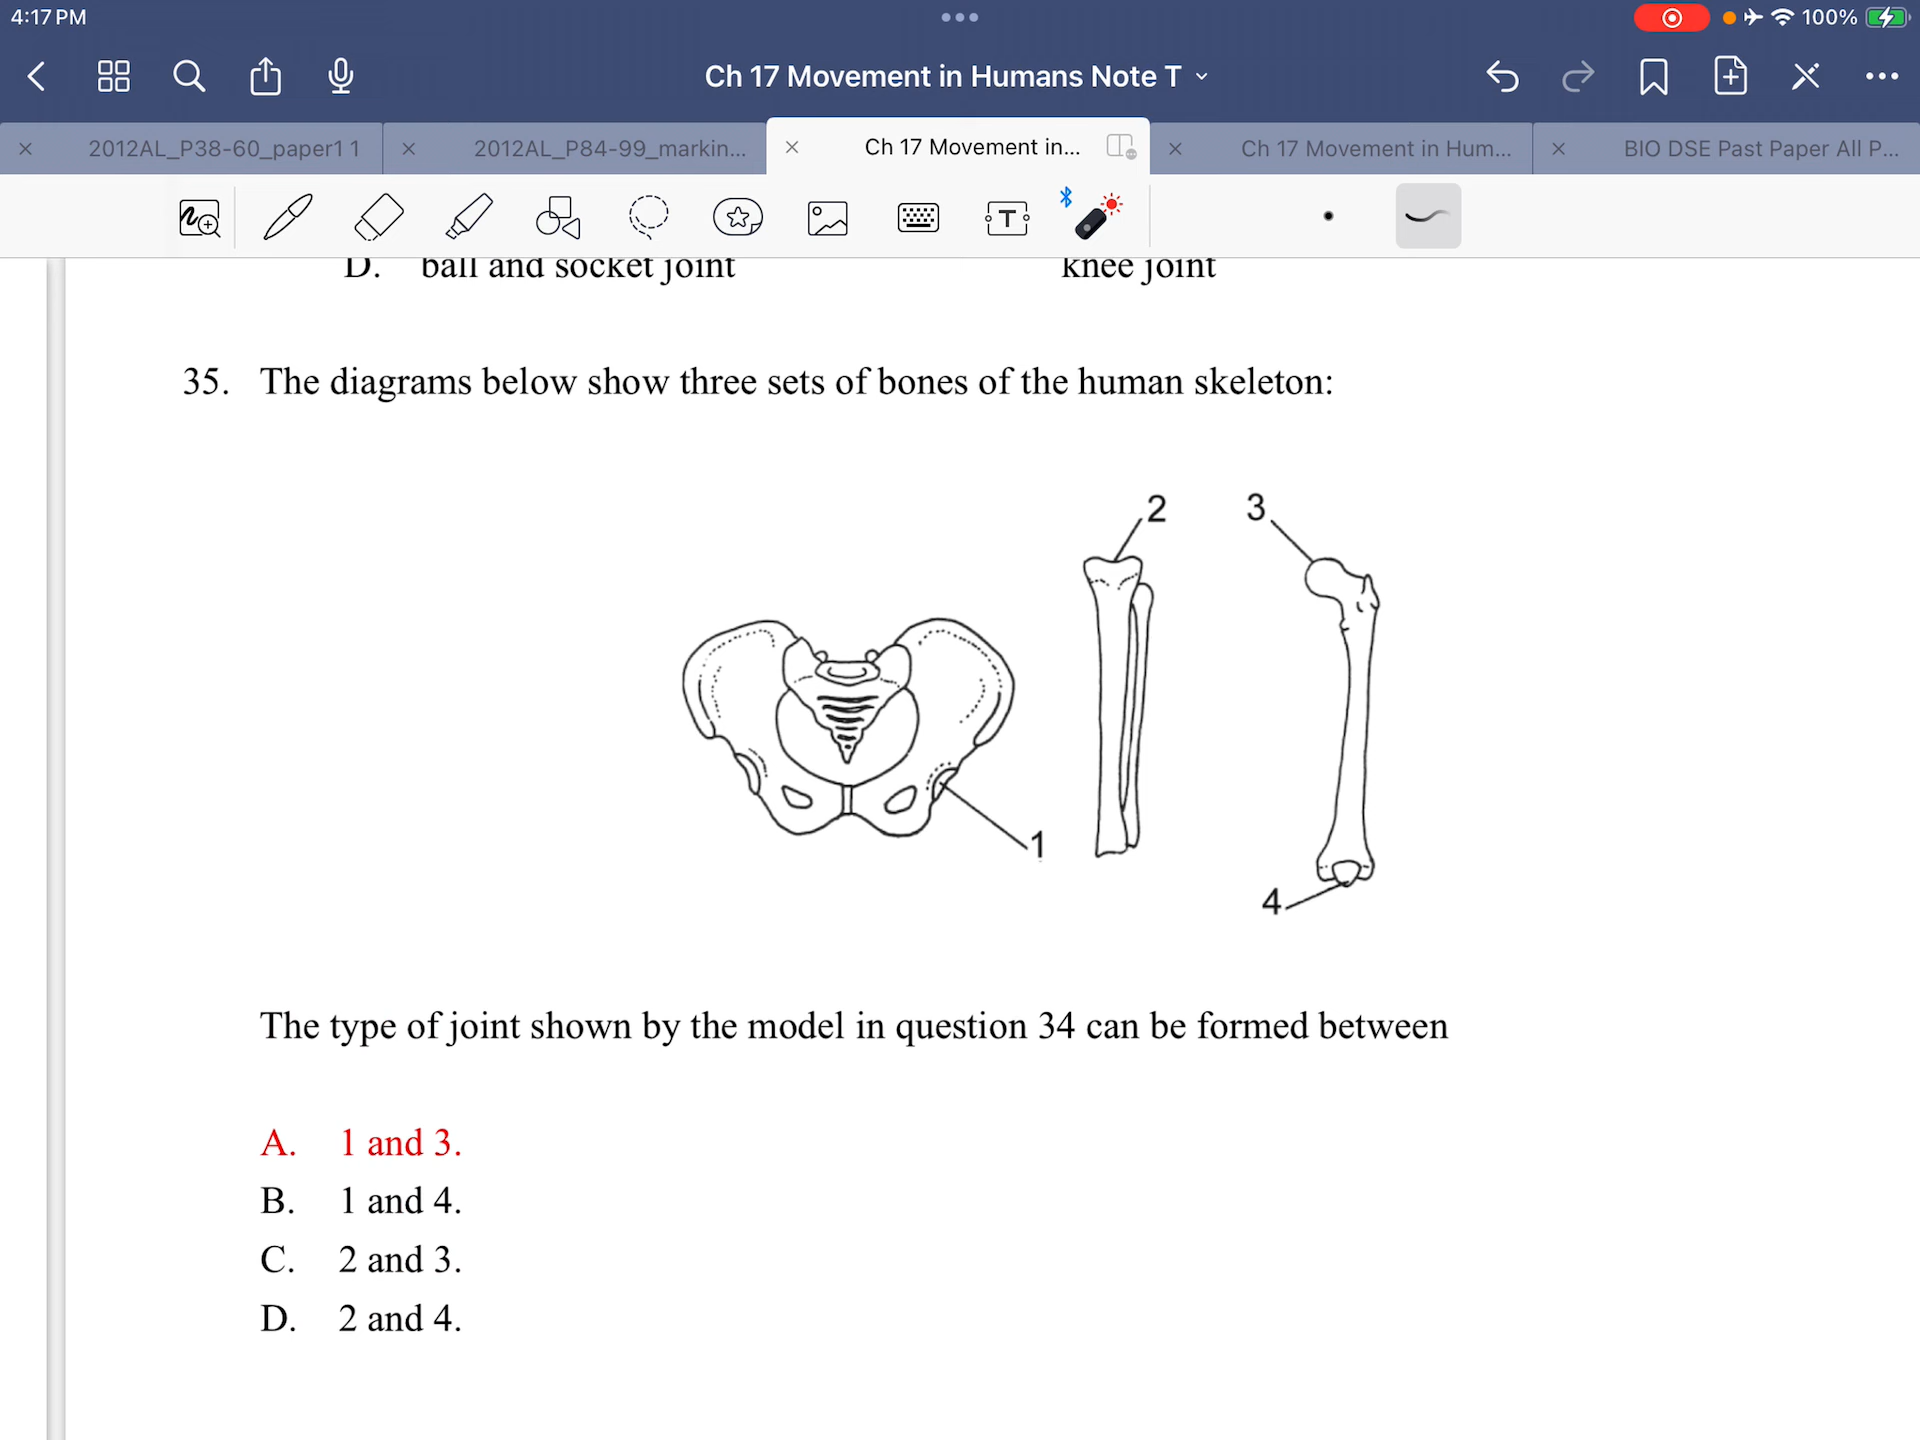 4:17 PM
100%
Ch 17 Movement in Humans Note T
2012AL_P38-60_paper1 1
2012AL_P84-99_markin...
Ch 17 Movement in...
Ch 17 Movement in Hum...
BIO DSE Past Paper All P...
D. ball and socket joint knee joint
35. The diagrams below show three sets of bones of the human skeleton:
2
3
1
4
The type of joint shown by the model in question 34 can be formed between
A. 1 and 3.
B. 1 and 4.
C. 2 and 3.
D. 2 and 4.